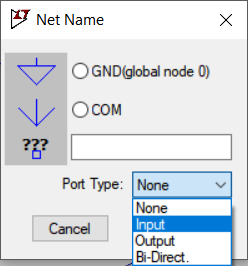 Net Name
GND(global node 0)
COM
???
Port Type: None
None
Input
Output
Bi-Direct.
Cancel